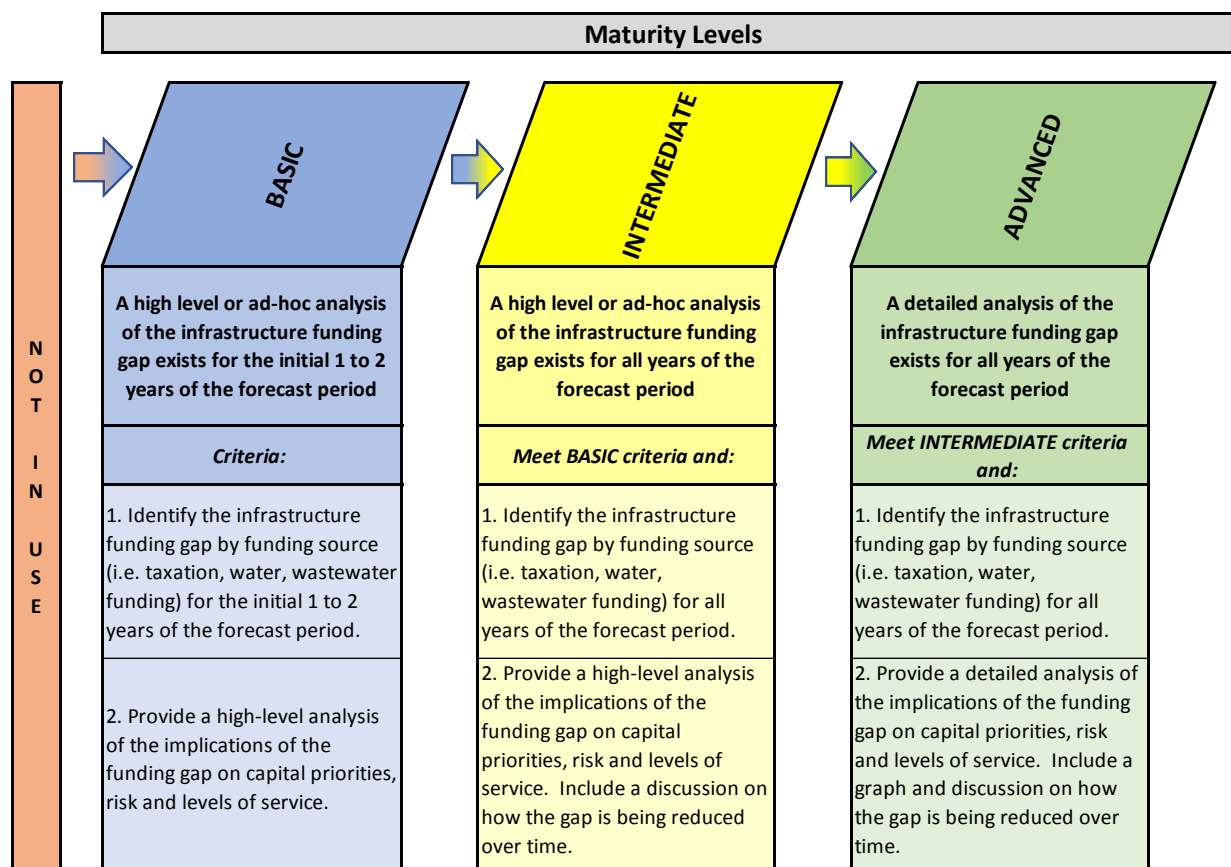 Maturity Levels
NOT IN USE
BASIC
A high level or ad-hoc analysis
of the infrastructure funding
gap exists for the initial 1 to 2
years of the forecast period
Criteria:
1. Identify the infrastructure
funding gap by funding source
(i.e. taxation, water, wastewater
funding) for the initial 1 to 2
years of the forecast period.
2. Provide a high-level analysis
of the implications of the
funding gap on capital priorities,
risk and levels of service.
INTERMEDIATE
A high level or ad-hoc analysis
of the infrastructure funding
gap exists for all years of the
forecast period
Meet BASIC criteria and:
1. Identify the infrastructure
funding gap by funding source
(i.e. taxation, water,
wastewater funding) for all
years of the forecast period.
2. Provide a high-level analysis
of the implications of the
funding gap on capital
priorities, risk and levels of
service.  Include a discussion on
how the gap is being reduced
over time.
ADVANCED
A detailed analysis of the
infrastructure funding gap
exists for all years of the
forecast period
Meet INTERMEDIATE criteria
and:
1. Identify the infrastructure
funding gap by funding source
(i.e. taxation, water,
wastewater funding) for all
years of the forecast period.
2. Provide a detailed analysis of
the implications of the funding
gap on capital priorities, risk
and levels of service.  Include a
graph and discussion on how
the gap is being reduced over
time.